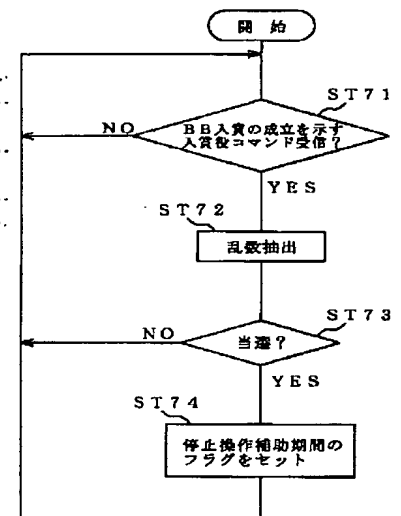 開 始
ST71
BB入賞の成立を示す
入賞役コマンド受信？
NO
YES
ST72
乱数抽出
ST73
当選？
NO
YES
ST74
停止操作補助期間の
フラグをセット